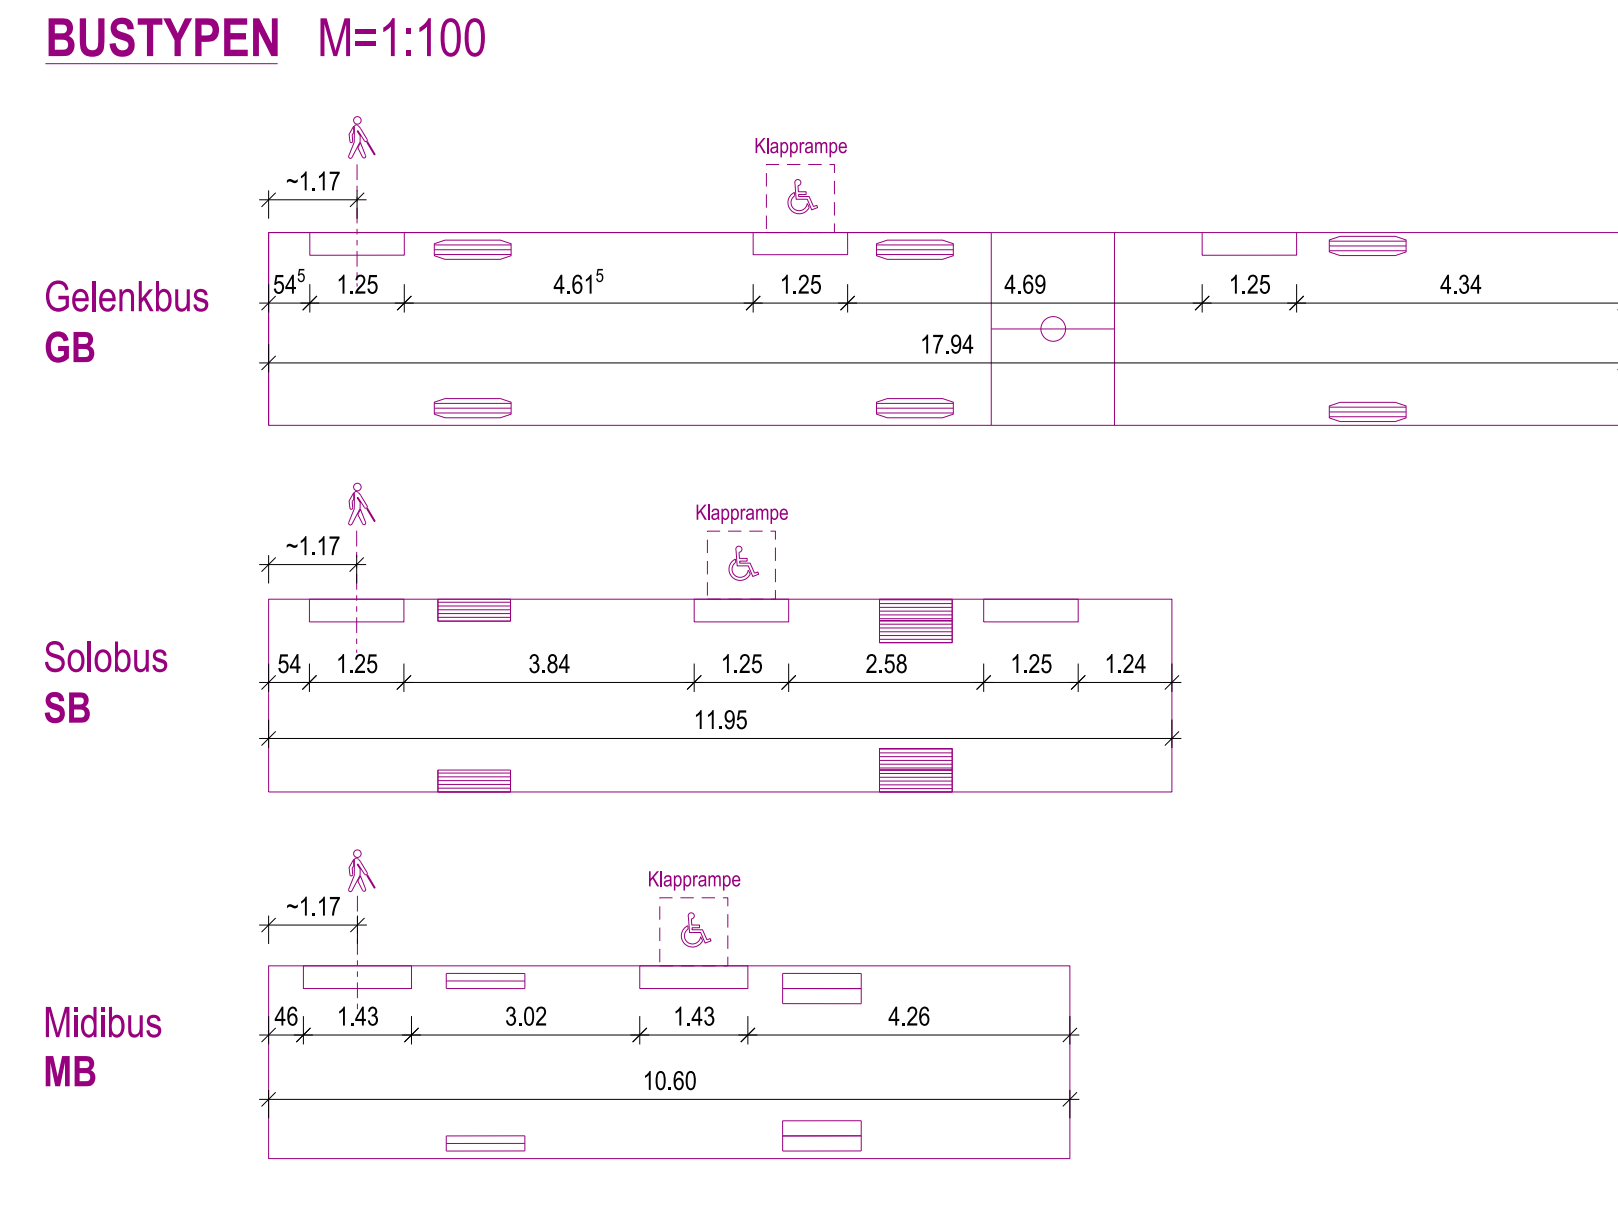 BUSTYPEN M=1:100
Klapprampe
~1.17
Gelenkbus
GB
54⁵ 1.25 4.61⁵ 1.25 4.69 1.25 4.34
17.94
Klapprampe
~1.17
Solobus
SB
54 1.25 3.84 1.25 2.58 1.25 1.24
11.95
Klapprampe
~1.17
Midibus
MB
46 1.43 3.02 1.43 4.26
10.60